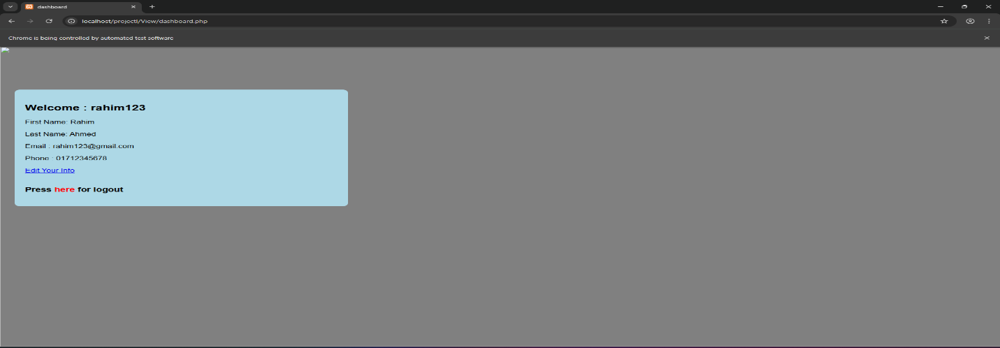 dashboard
localhost/projectl/View/dashboard.php
Chrome is being controlled by automated test software
Welcome : rahim123
First Name: Rahim
Last Name: Ahmed
Email : rahim123@gmail.com
Phone : 01712345678
Edit Your Info
Press here for logout